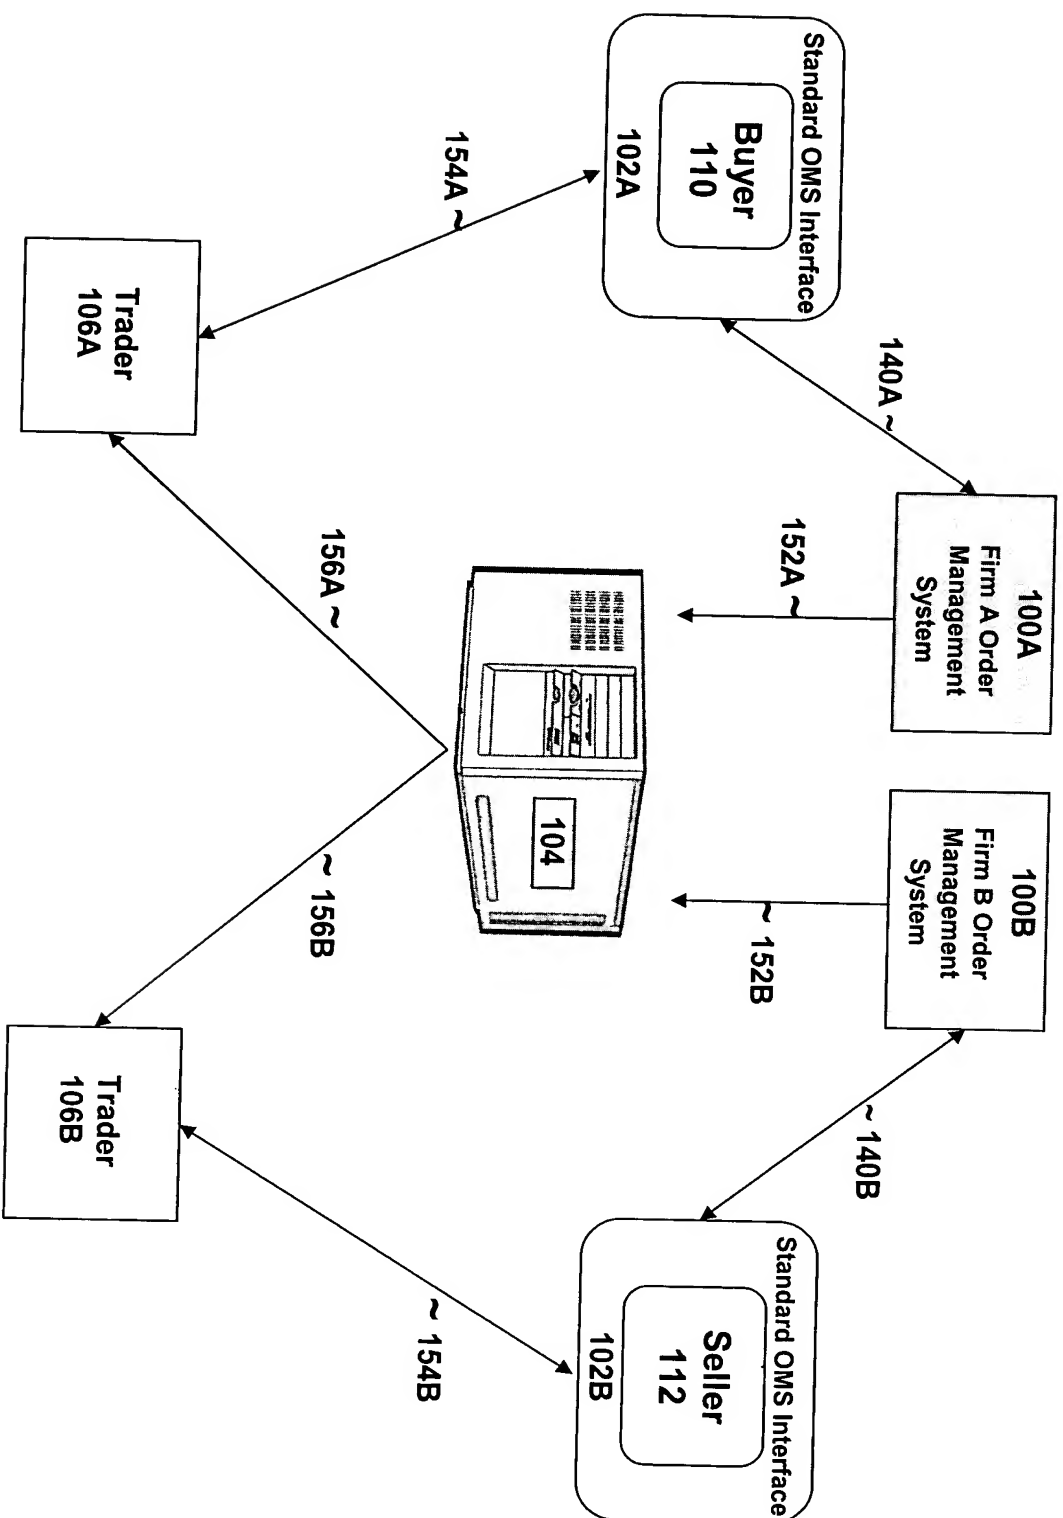 100A
Firm A Order
Management
System
100B
Firm B Order
Management
System
140A ~
152A ~
~ 152B
~ 140B
Standard OMS Interface
Buyer
110
102A
104
Standard OMS Interface
Seller
112
102B
154A ~
156A ~
~ 156B
~ 154B
Trader
106A
Trader
106B